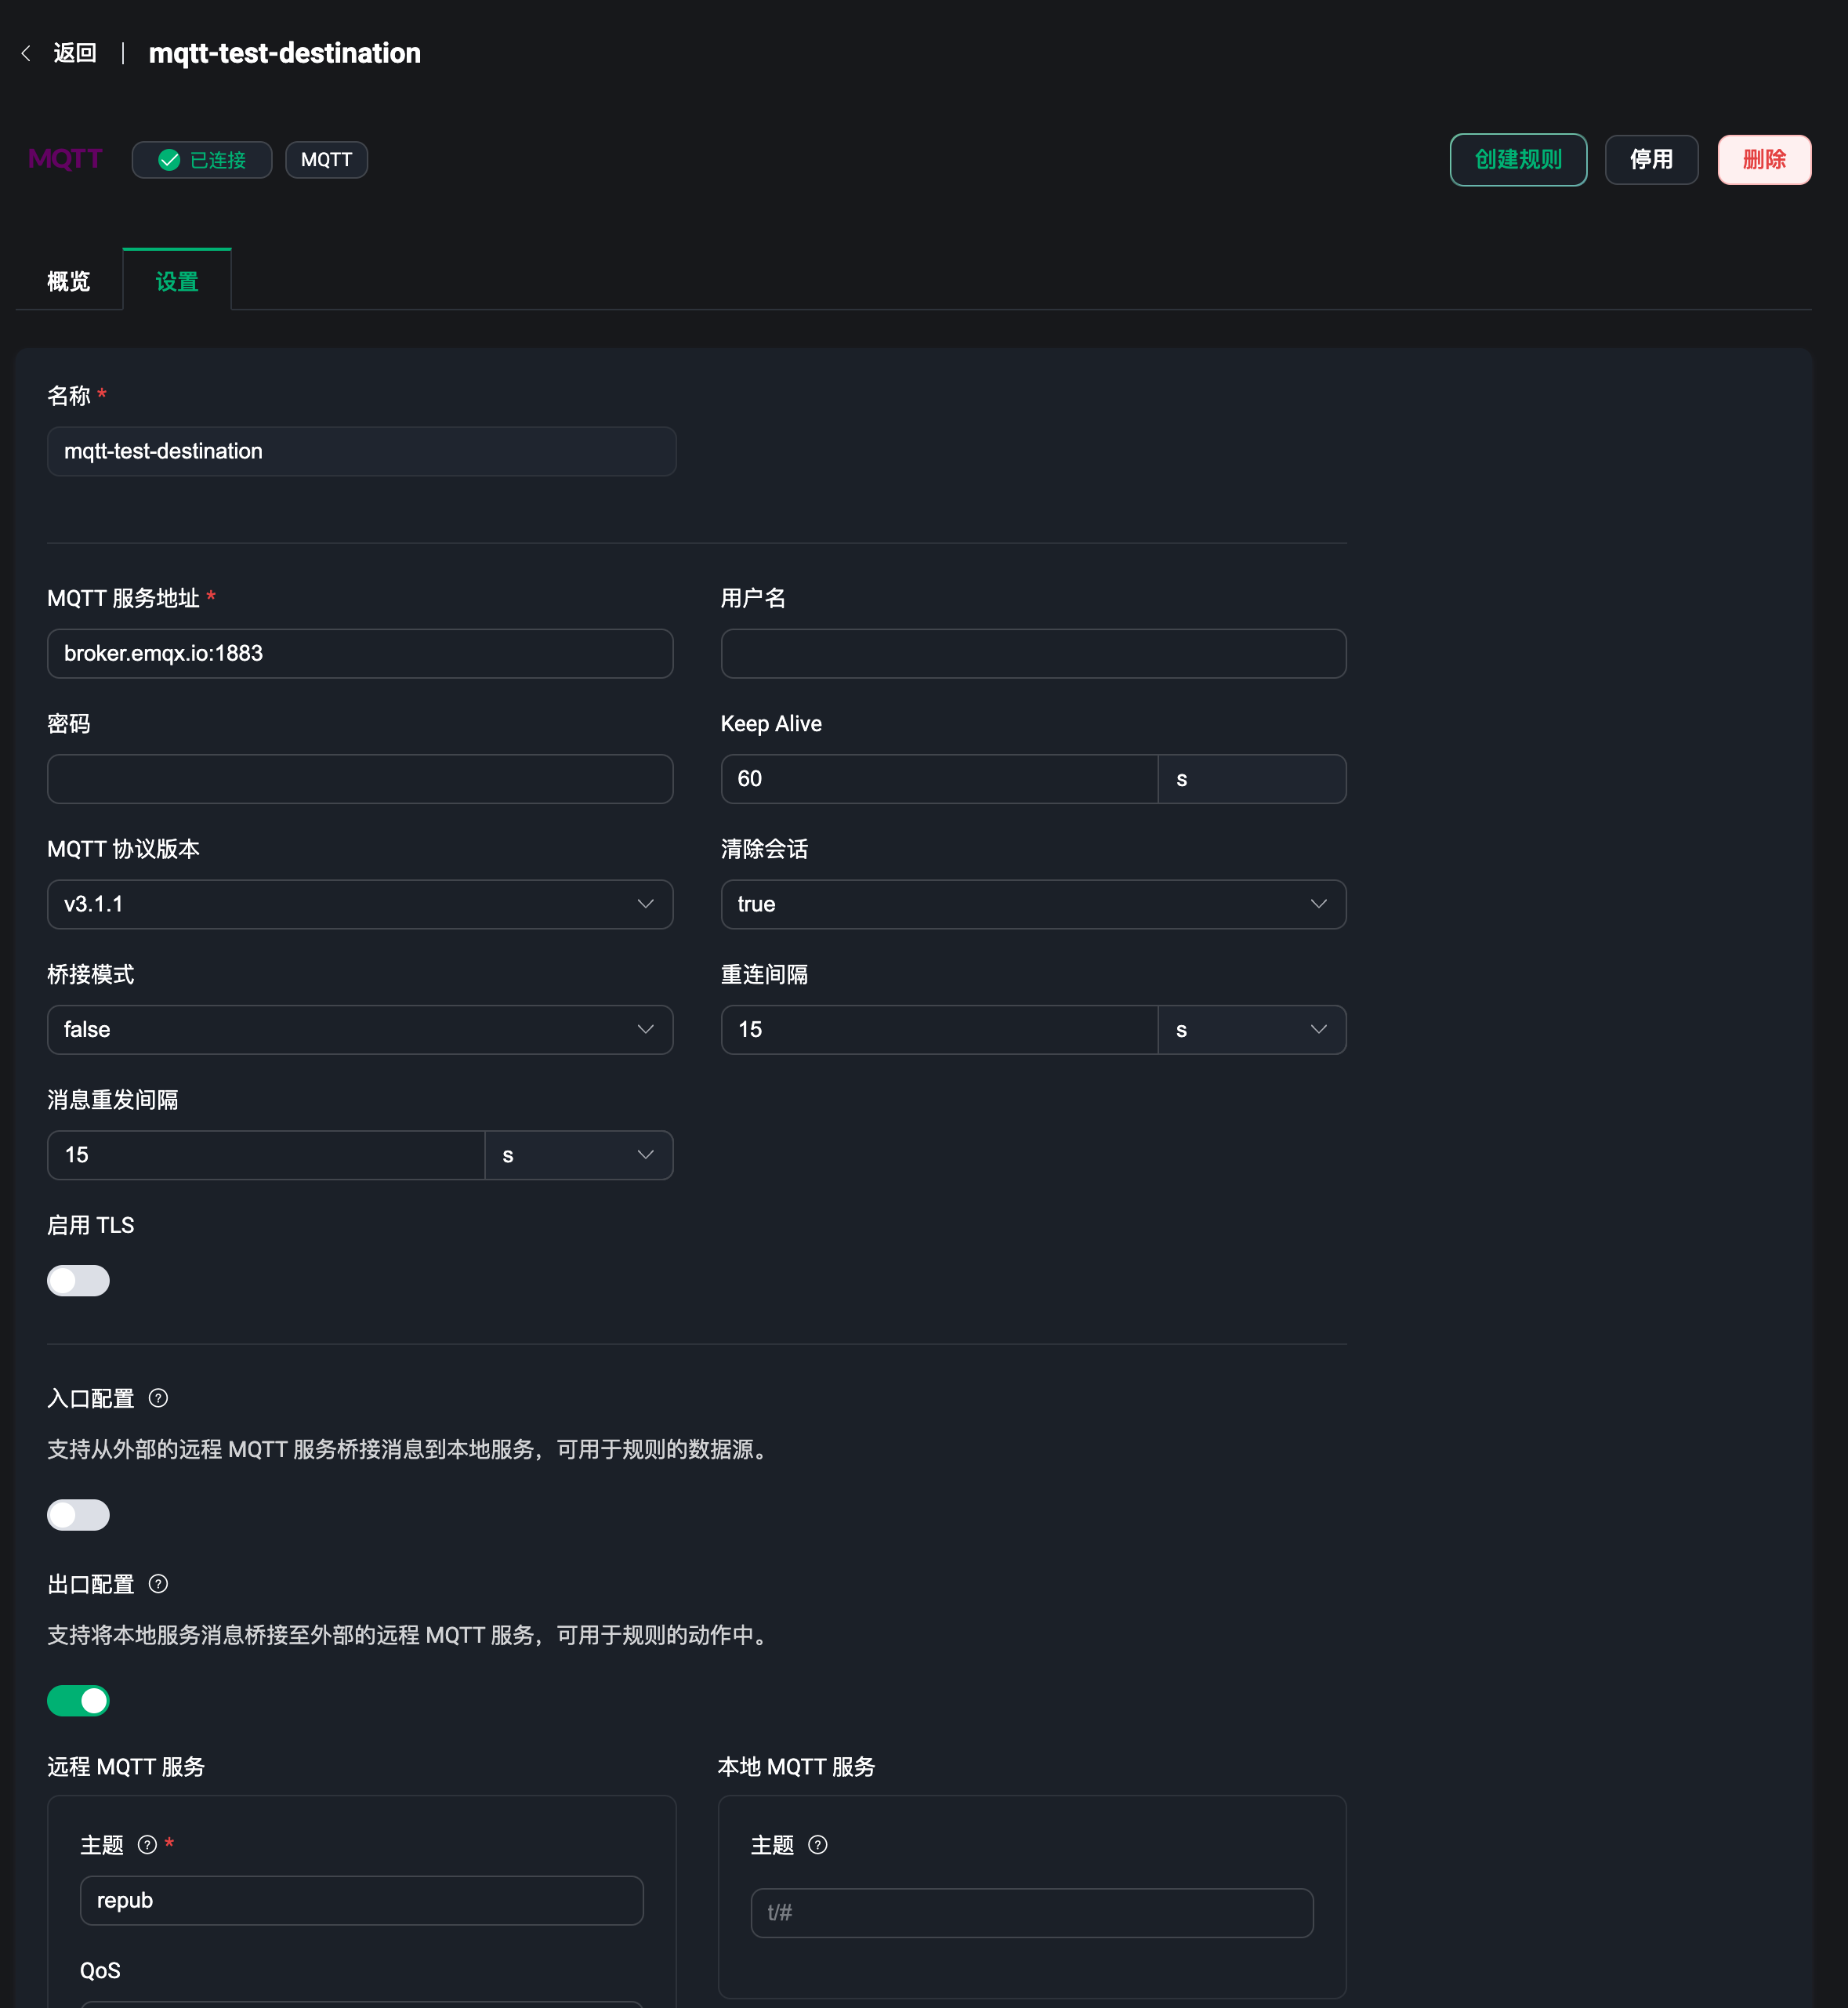 返回 | mqtt-test-destination
MQTT 已连接 MQTT 创建规则 停用 删除
概览 设置
名称 *
mqtt-test-destination
MQTT 服务地址 * 用户名
broker.emqx.io:1883
密码 Keep Alive
60 s
MQTT 协议版本 清除会话
v3.1.1 true
桥接模式 重连间隔
false 15 s
消息重发间隔
15 s
启用 TLS
入口配置 ?
支持从外部的远程 MQTT 服务桥接消息到本地服务，可用于规则的数据源。
出口配置 ?
支持将本地服务消息桥接至外部的远程 MQTT 服务，可用于规则的动作中。
远程 MQTT 服务 本地 MQTT 服务
主题 ? * 主题 ?
repub t/#
QoS